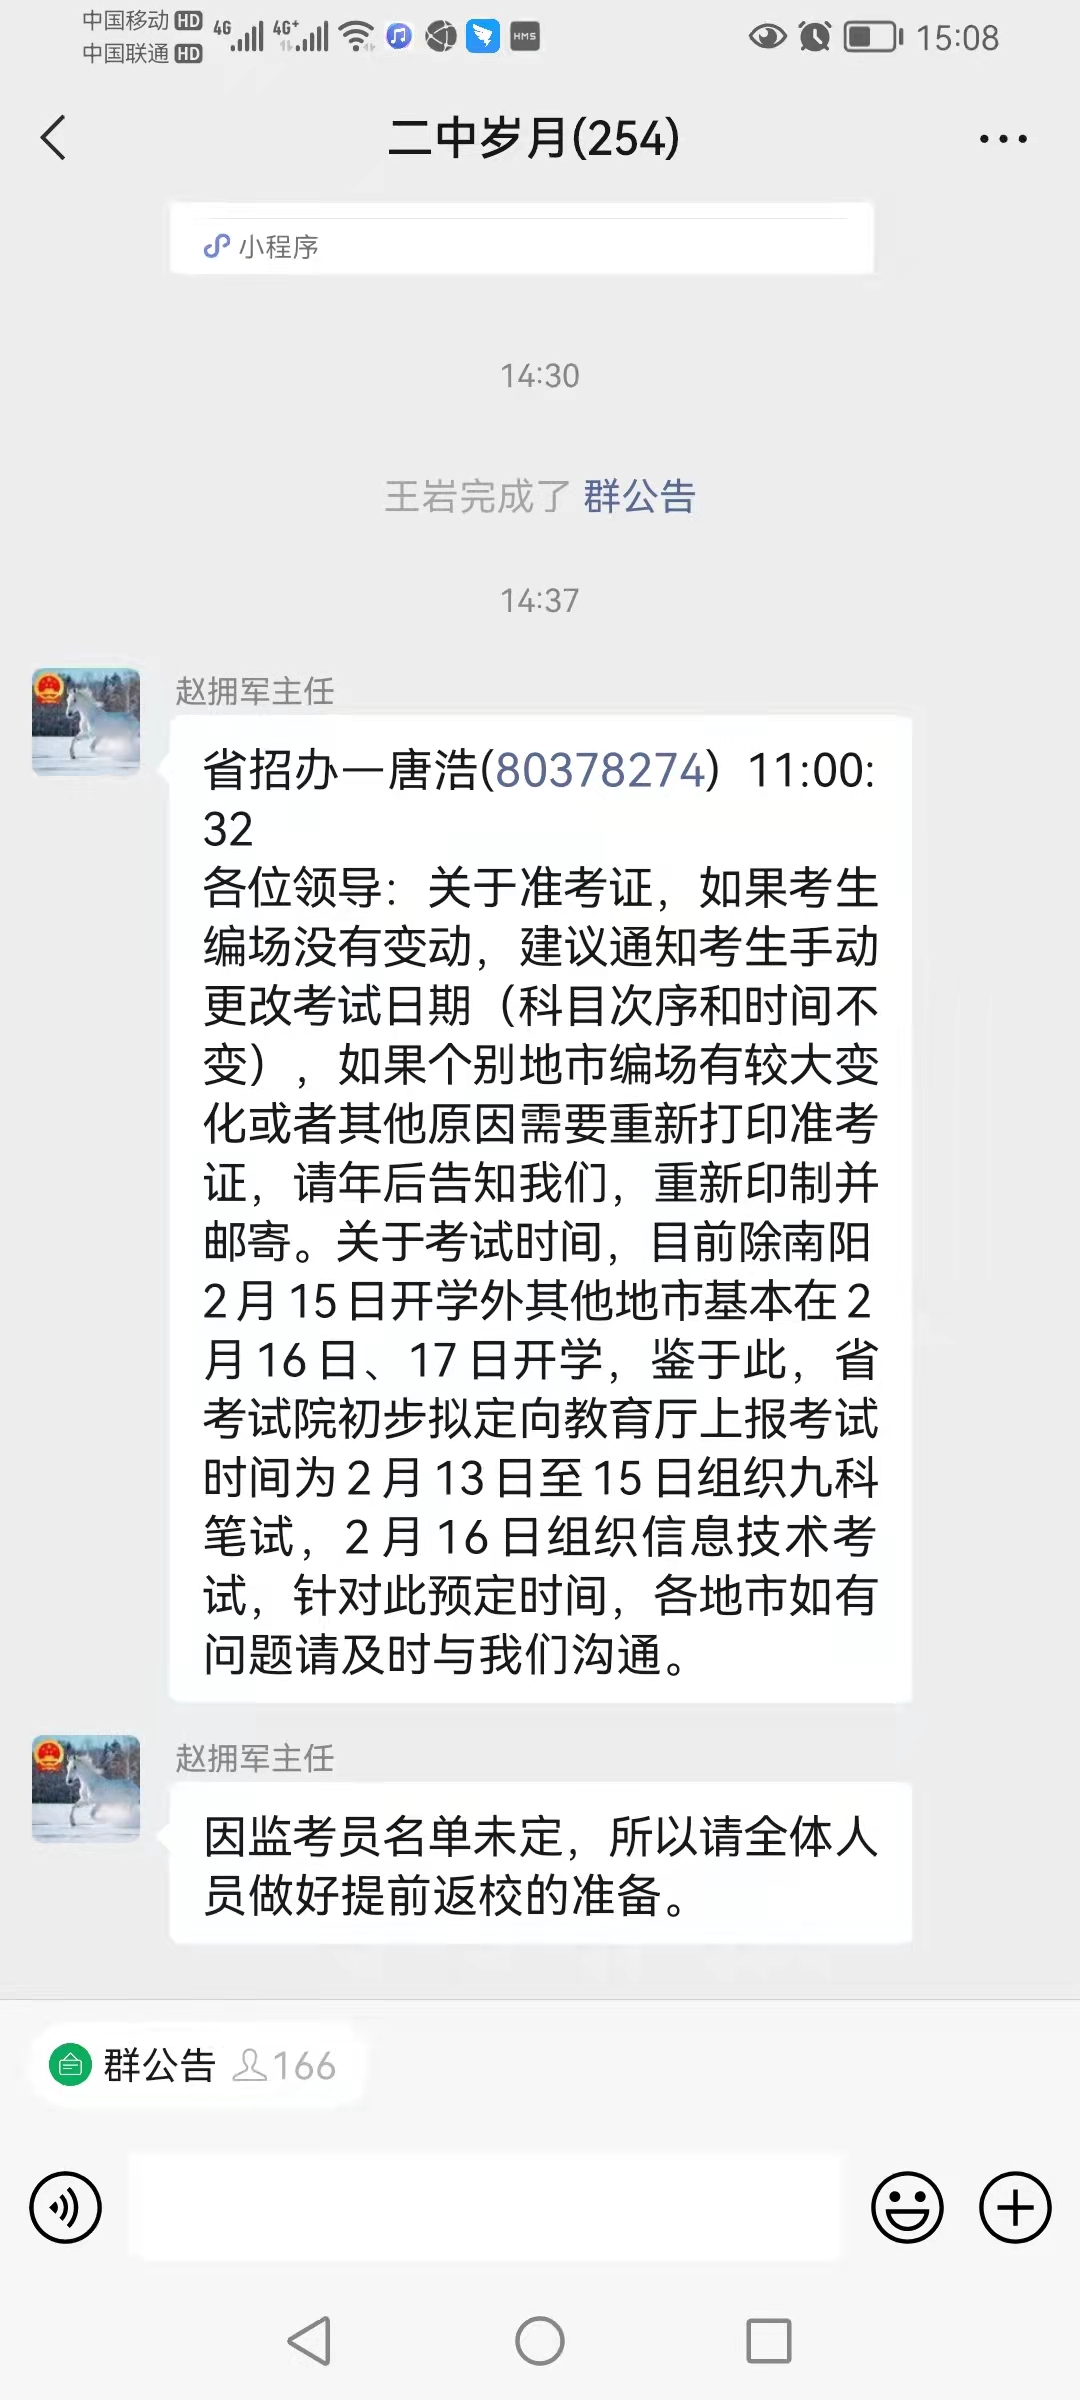 中国移动 HD 4G 4G+ HMS 15:08
中国联通 HD
二中岁月(254)
小程序
14:30
王岩完成了 群公告
14:37
赵拥军主任
省招办一唐浩(80378274) 11:00:
32
各位领导：关于准考证，如果考生
编场没有变动，建议通知考生手动
更改考试日期（科目次序和时间不
变），如果个别地市编场有较大变
化或者其他原因需要重新打印准考
证，请年后告知我们，重新印制并
邮寄。关于考试时间，目前除南阳
2月15日开学外其他地市基本在2
月16日、17日开学，鉴于此，省
考试院初步拟定向教育厅上报考试
时间为2月13日至15日组织九科
笔试，2月16日组织信息技术考
试，针对此预定时间，各地市如有
问题请及时与我们沟通。
赵拥军主任
因监考员名单未定，所以请全体人
员做好提前返校的准备。
群公告 166